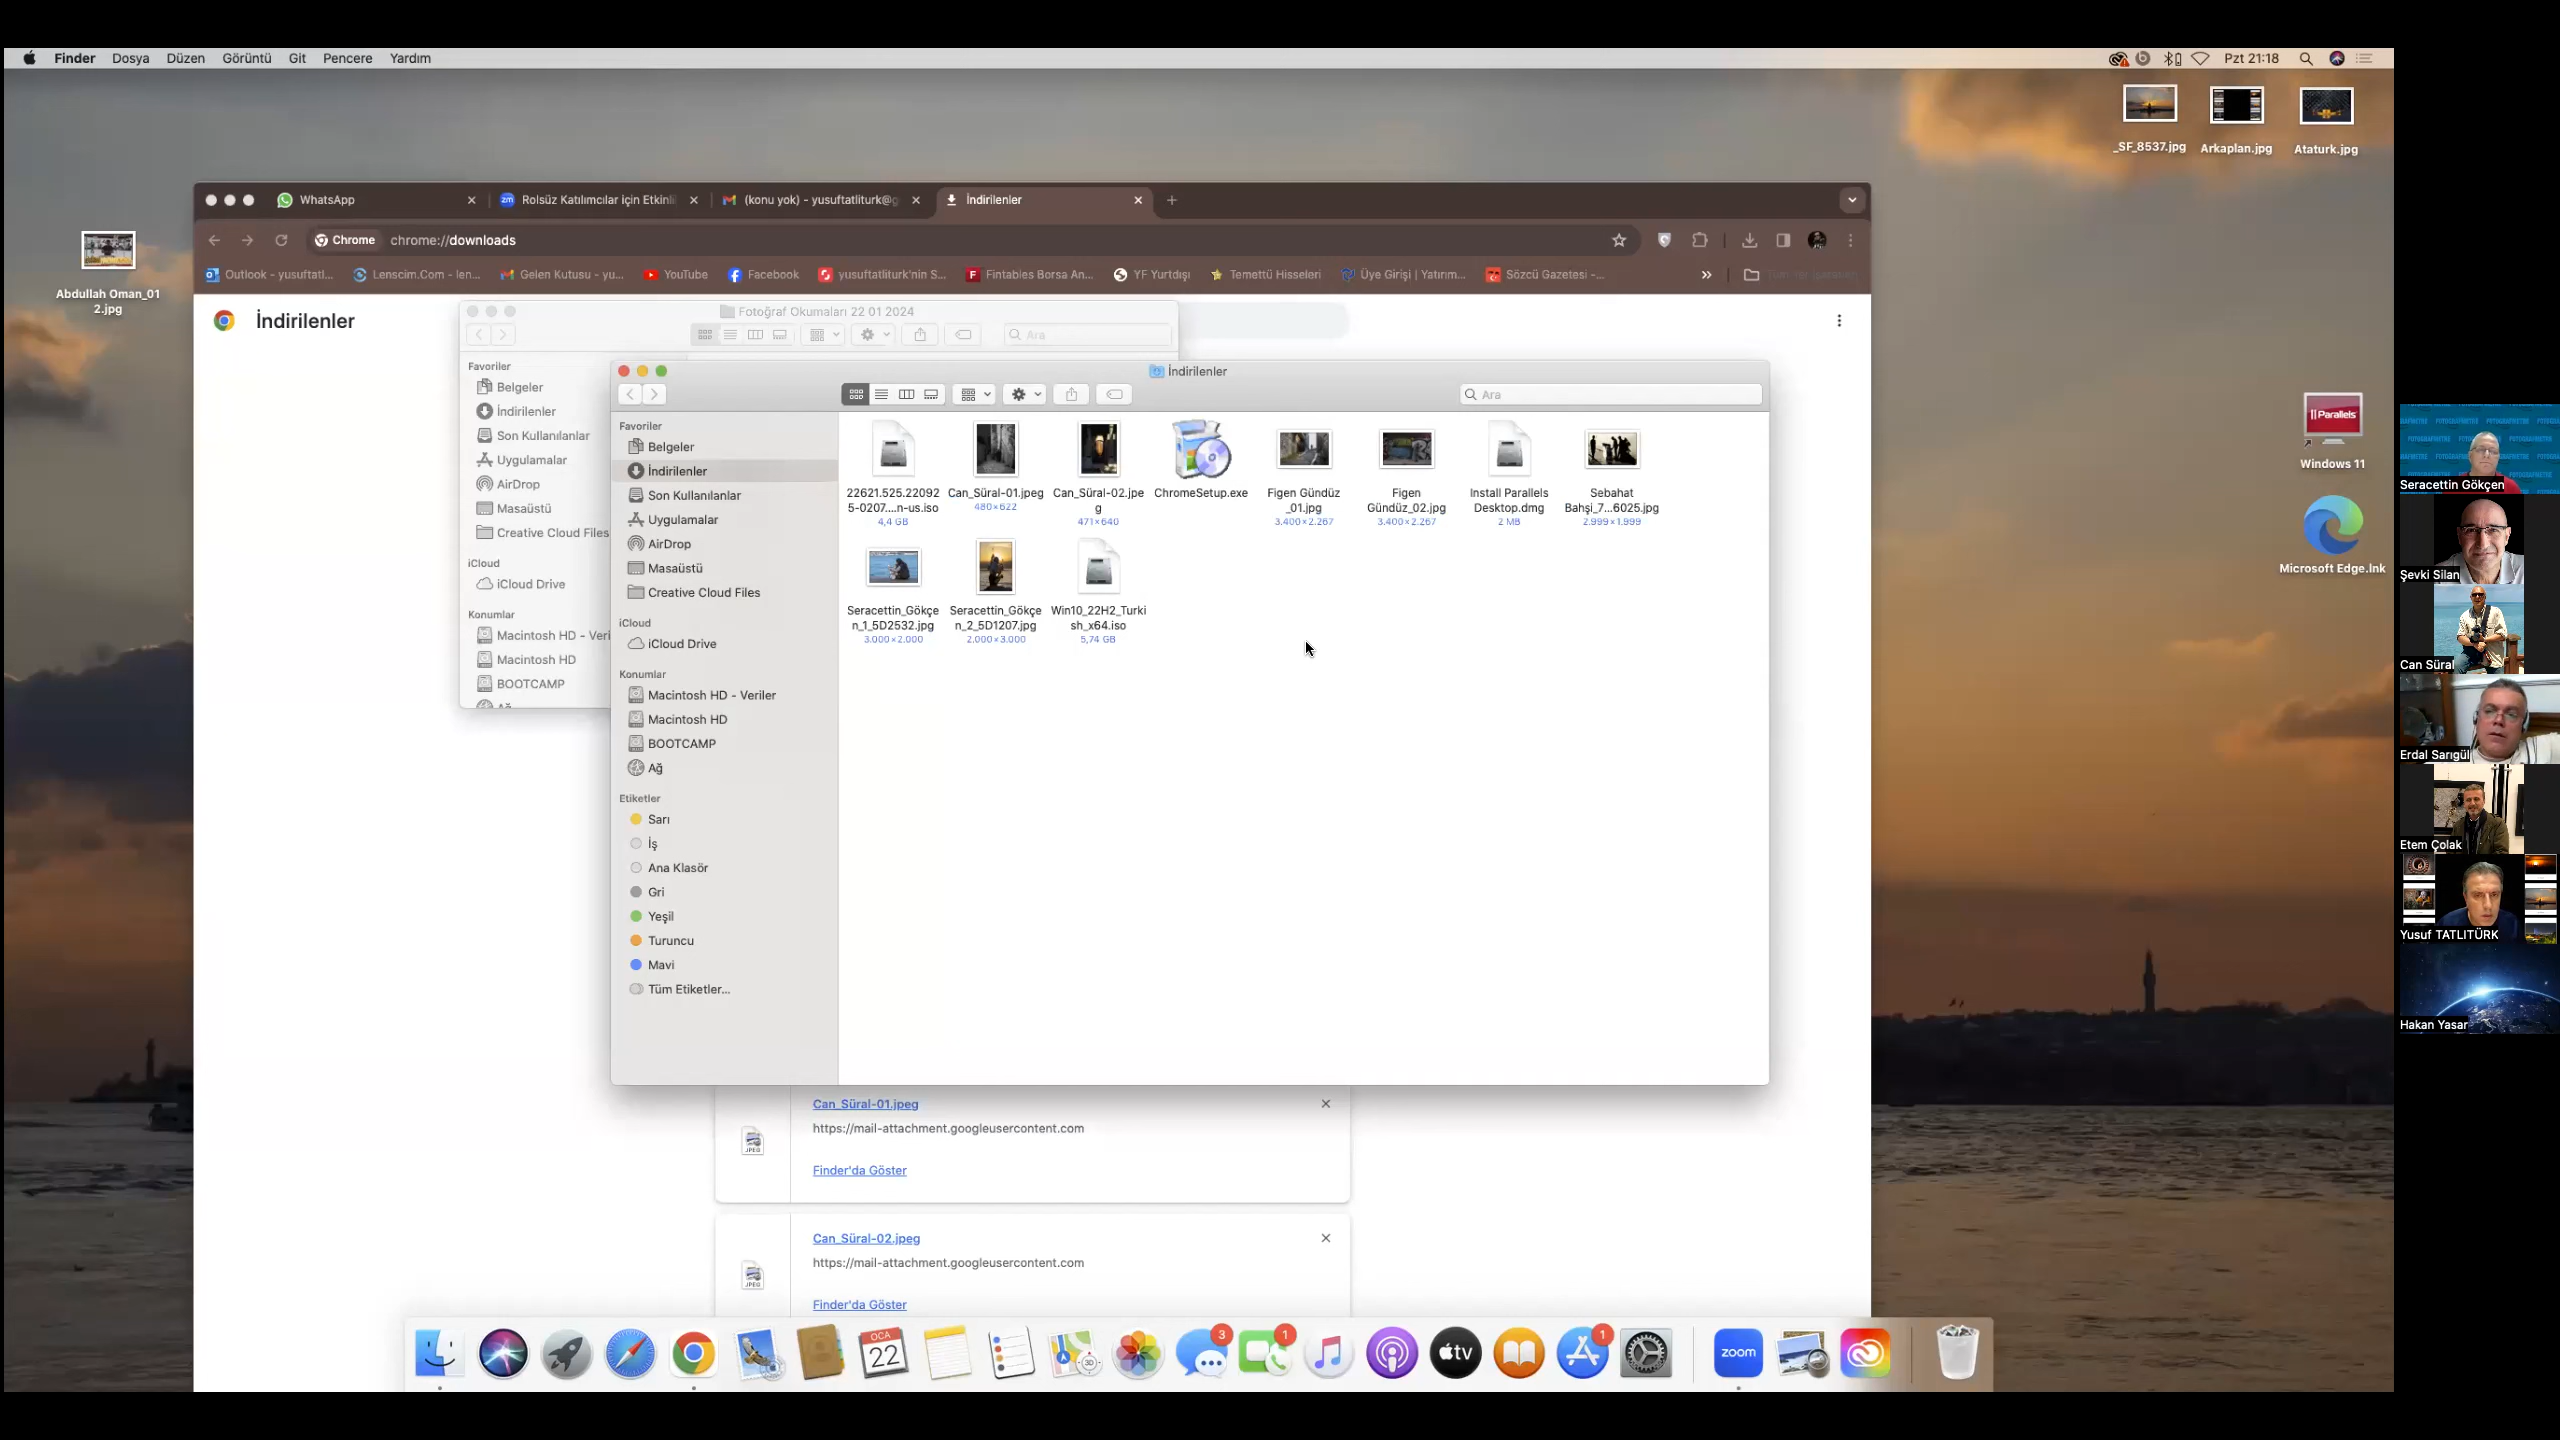 Finder Dosya Düzen Görüntü Git Pencere Yardım
Pzt 21:18
_SF_8537.jpg Arkaplan.jpg Ataturk.jpg
Abdullah Oman_01
2.jpg
WhatsApp
Rolsüz Katılımcılar için Etkinli
(konu yok) - yusuftatliturk@g
İndirilenler
Chrome chrome://downloads
Outlook - yusuftatl...
Lenscim.Com - len...
Gelen Kutusu - yu...
YouTube
Facebook
yusuftatliturk'nin S...
Fintables Borsa An...
YF Yurtdışı
Temettü Hisseleri
Üye Girişi | Yatırım...
Sözcü Gazetesi -...
İndirilenler
Fotoğraf Okumaları 22 01 2024
Ara
Favoriler
Belgeler
İndirilenler
Son Kullanılanlar
Uygulamalar
AirDrop
Masaüstü
Creative Cloud Files
iCloud
iCloud Drive
Konumlar
Macintosh HD - Veri
Macintosh HD
BOOTCAMP
Ağ
İndirilenler
Ara
Favoriler
Belgeler
İndirilenler
Son Kullanılanlar
Uygulamalar
AirDrop
Masaüstü
Creative Cloud Files
iCloud
iCloud Drive
Konumlar
Macintosh HD - Veriler
Macintosh HD
BOOTCAMP
Ağ
Etiketler
Sarı
İş
Ana Klasör
Gri
Yeşil
Turuncu
Mavi
Tüm Etiketler...
22621.525.22092
5-0207....n-us.iso
4,4 GB
Can_Süral-01.jpeg
480×622
Can_Süral-02.jpe
g
471×640
ChromeSetup.exe
Figen Gündüz
_01.jpg
3.400×2.267
Figen
Gündüz_02.jpg
3.400×2.267
Install Parallels
Desktop.dmg
2 MB
Sebahat
Bahşi_7...6025.jpg
2.999×1.999
Seracettin_Gökçe
n_1_5D2532.jpg
3.000×2.000
Seracettin_Gökçe
n_2_5D1207.jpg
2.000×3.000
Win10_22H2_Turki
sh_x64.iso
5,74 GB
Can_Süral-01.jpeg
https://mail-attachment.googleusercontent.com
JPEG
Finder'da Göster
Can_Süral-02.jpeg
https://mail-attachment.googleusercontent.com
JPEG
Finder'da Göster
Parallels
Windows 11
Microsoft Edge.lnk
Seracettin Gökçen
Şevki Silan
Can Süral
Erdal Sarıgül
Etem Çolak
Yusuf TATLITÜRK
Hakan Yasar
OCA
22
3
1
tv
1
zoom